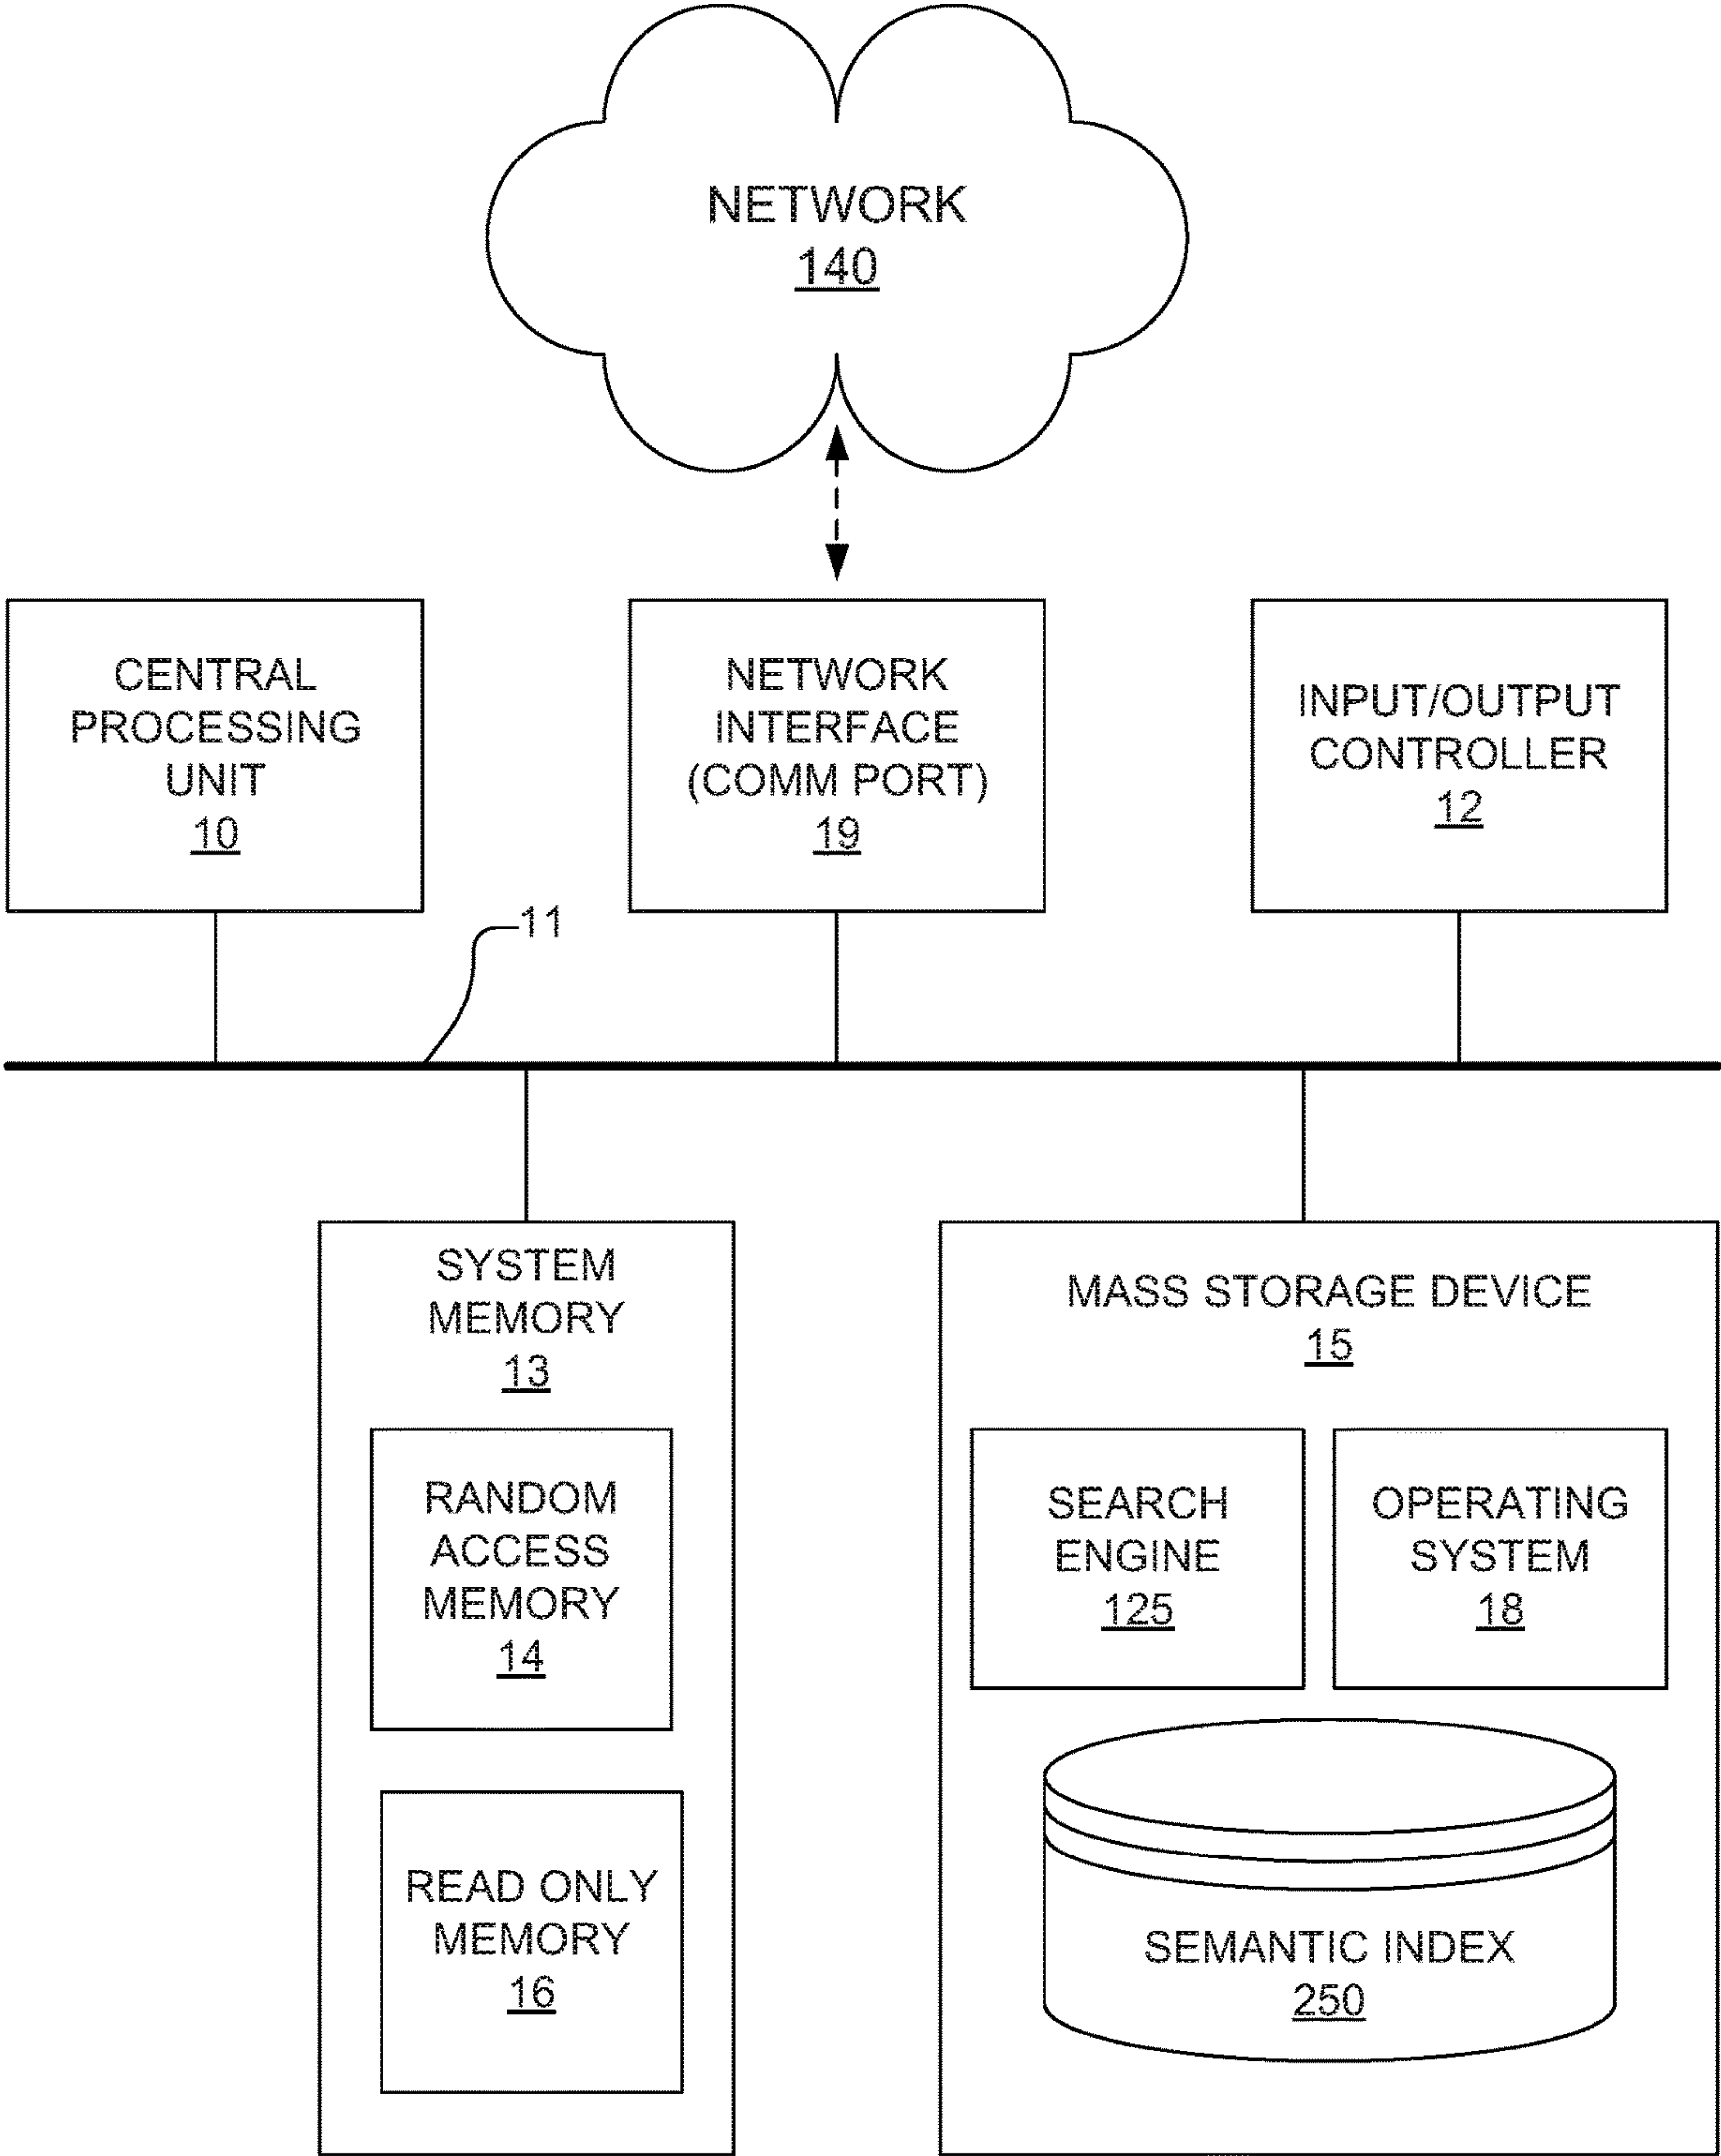 NETWORK
140
CENTRAL
PROCESSING
UNIT
10
NETWORK
INTERFACE
(COMM PORT)
19
INPUT/OUTPUT
CONTROLLER
12
11
SYSTEM
MEMORY
13
RANDOM
ACCESS
MEMORY
14
READ ONLY
MEMORY
16
MASS STORAGE DEVICE
15
SEARCH
ENGINE
125
OPERATING
SYSTEM
18
SEMANTIC INDEX
250